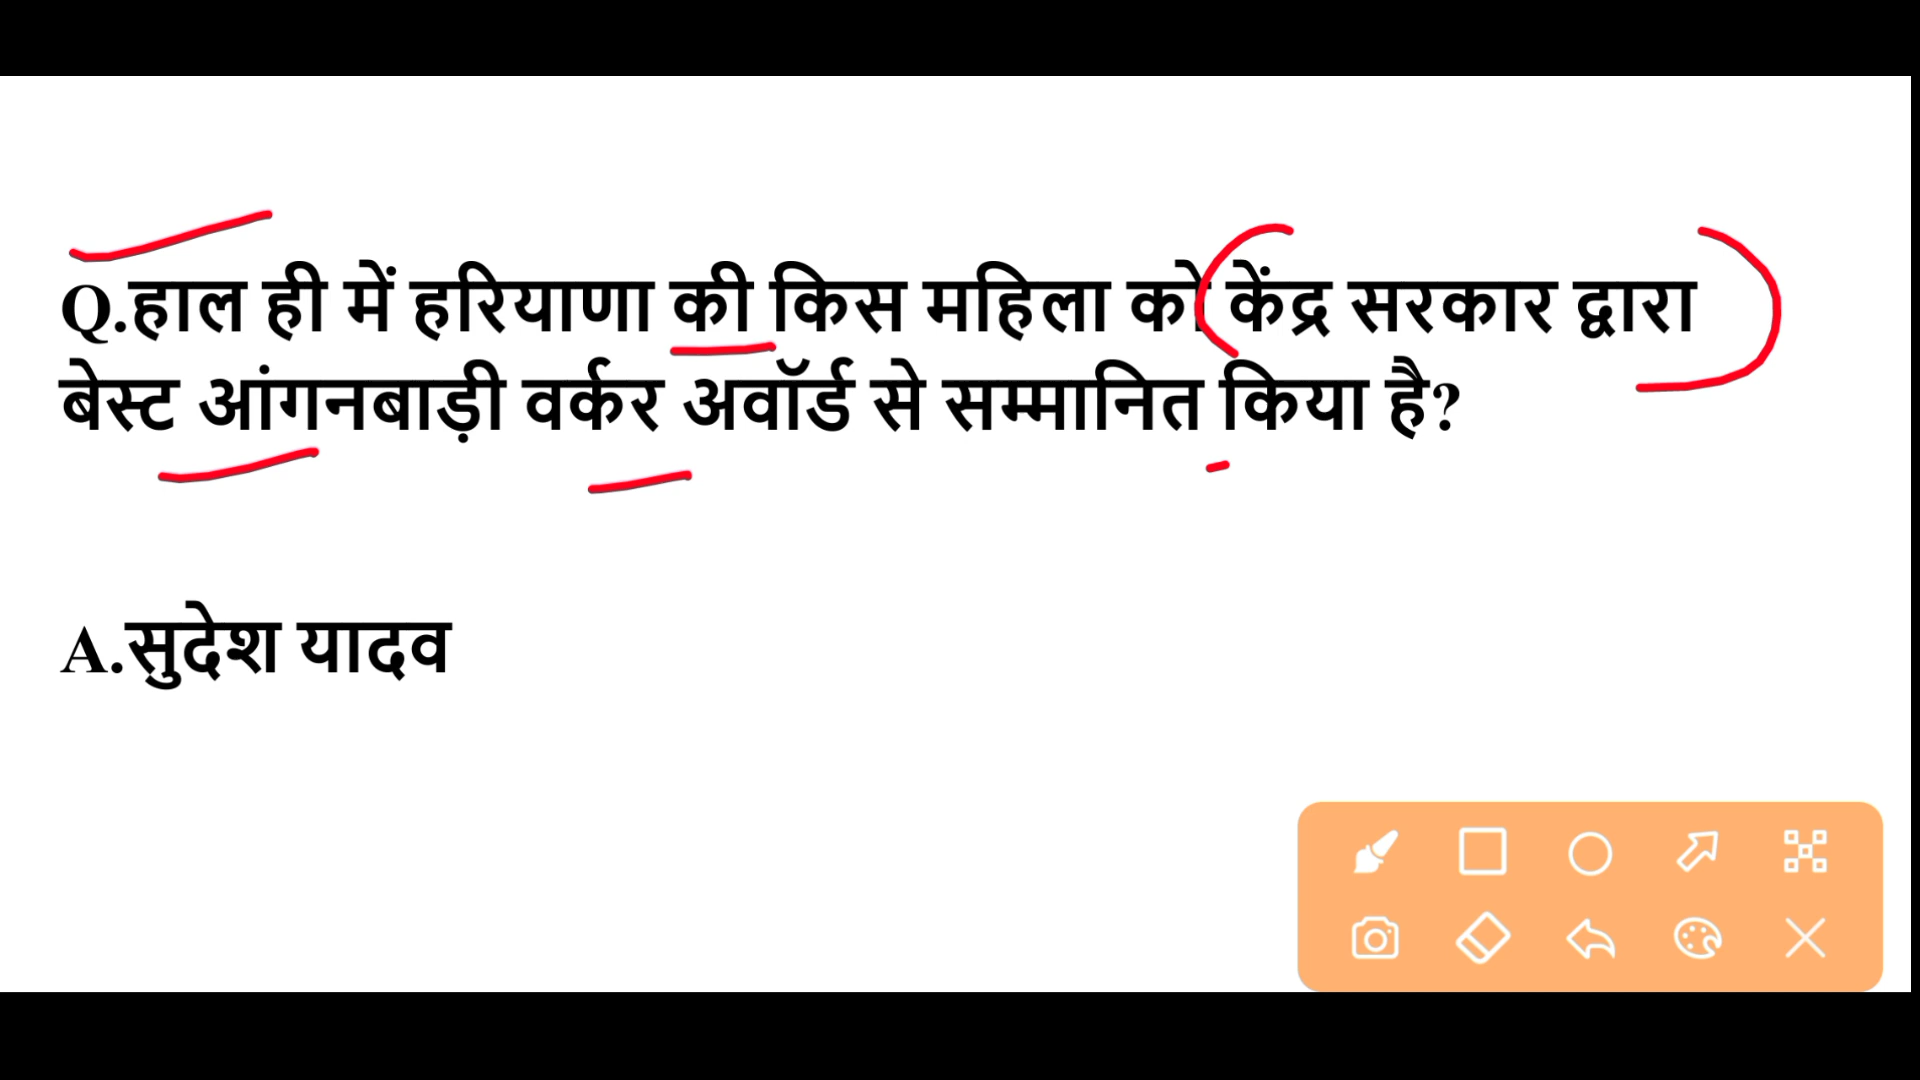 Q.हाल ही में हरियाणा की किस महिला को केंद्र सरकार द्वारा
बेस्ट आंगनबाड़ी वर्कर अवॉर्ड से सम्मानित किया है?
A.सुदेश यादव